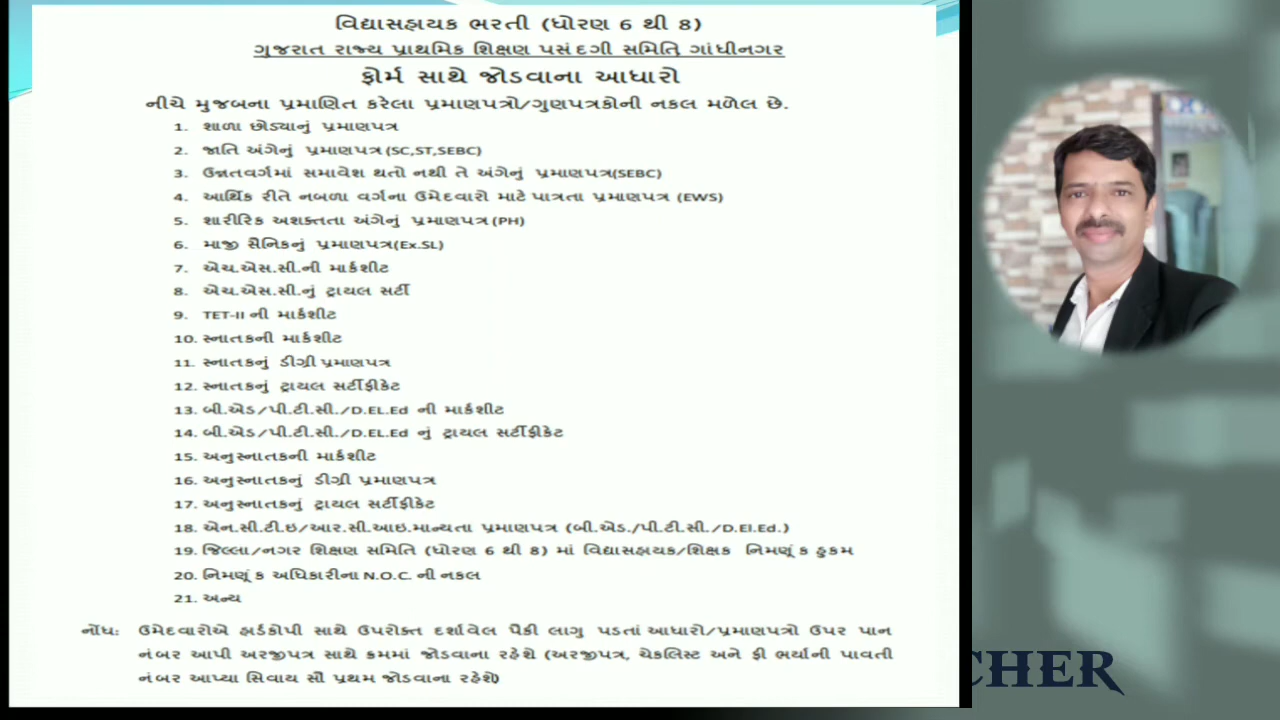 વિદ્યાસહાયક ભરતી (ધોરણ 6 થી 8)
ગુજરાત રાજ્ય પ્રાથમિક શિક્ષણ પસંદગી સમિતિ, ગાંધીનગર
ફોર્મ સાથે જોડવાના આધારો
નીચે મુજબના પ્રમાણિત કરેલા પ્રમાણપત્રો/ગુણપત્રકોની નકલ મળેલ છે.
1. શાળા છોડ્યાનું પ્રમાણપત્ર
2. જાતિ અંગેનું પ્રમાણપત્ર (SC,ST,SEBC)
3. ઉન્નતવર્ગમાં સમાવેશ થતો નથી તે અંગેનું પ્રમાણપત્ર(SEBC)
4. આર્થિક રીતે નબળા વર્ગના ઉમેદવારો માટે પાત્રતા પ્રમાણપત્ર (EWS)
5. શારીરિક અશક્તતા અંગેનું પ્રમાણપત્ર (PH)
6. માજી સૈનિકનું પ્રમાણપત્ર(Ex.SL)
7. એચ.એસ.સી.ની માર્કશીટ
8. એચ.એસ.સી.નું ટ્રાયલ સર્ટી
9. TET-II ની માર્કશીટ
10. સ્નાતકની માર્કશીટ
11. સ્નાતકનું ડીગ્રી પ્રમાણપત્ર
12. સ્નાતકનું ટ્રાયલ સર્ટીફીકેટ
13. બી.એડ/પી.ટી.સી./D.EL.Ed ની માર્કશીટ
14. બી.એડ/પી.ટી.સી./D.EL.Ed નું ટ્રાયલ સર્ટીફીકેટ
15. અનુસ્નાતકની માર્કશીટ
16. અનુસ્નાતકનું ડીગ્રી પ્રમાણપત્ર
17. અનુસ્નાતકનું ટ્રાયલ સર્ટીફીકેટ
18. એન.સી.ટી.ઇ/આર.સી.આઇ.માન્યતા પ્રમાણપત્ર (બી.એડ./પી.ટી.સી./D.El.Ed.)
19. જિલ્લા/નગર શિક્ષણ સમિતિ (ધોરણ 6 થી 8) માં વિદ્યાસહાયક/શિક્ષક નિમણૂંક હુકમ
20. નિમણૂંક અધિકારીના N.O.C. ની નકલ
21. અન્ય
નોંધ: ઉમેદવારોએ હાર્ડકોપી સાથે ઉપરોક્ત દર્શાવેલ પૈકી લાગુ પડતાં આધારો/પ્રમાણપત્રો ઉપર પાન
નંબર આપી અરજીપત્ર સાથે ક્રમમાં જોડવાના રહેશે (અરજીપત્ર, ચેકલિસ્ટ અને ફી ભર્યાની પાવતી
નંબર આપ્યા સિવાય સૌ પ્રથમ જોડવાના રહેશે)
CHER